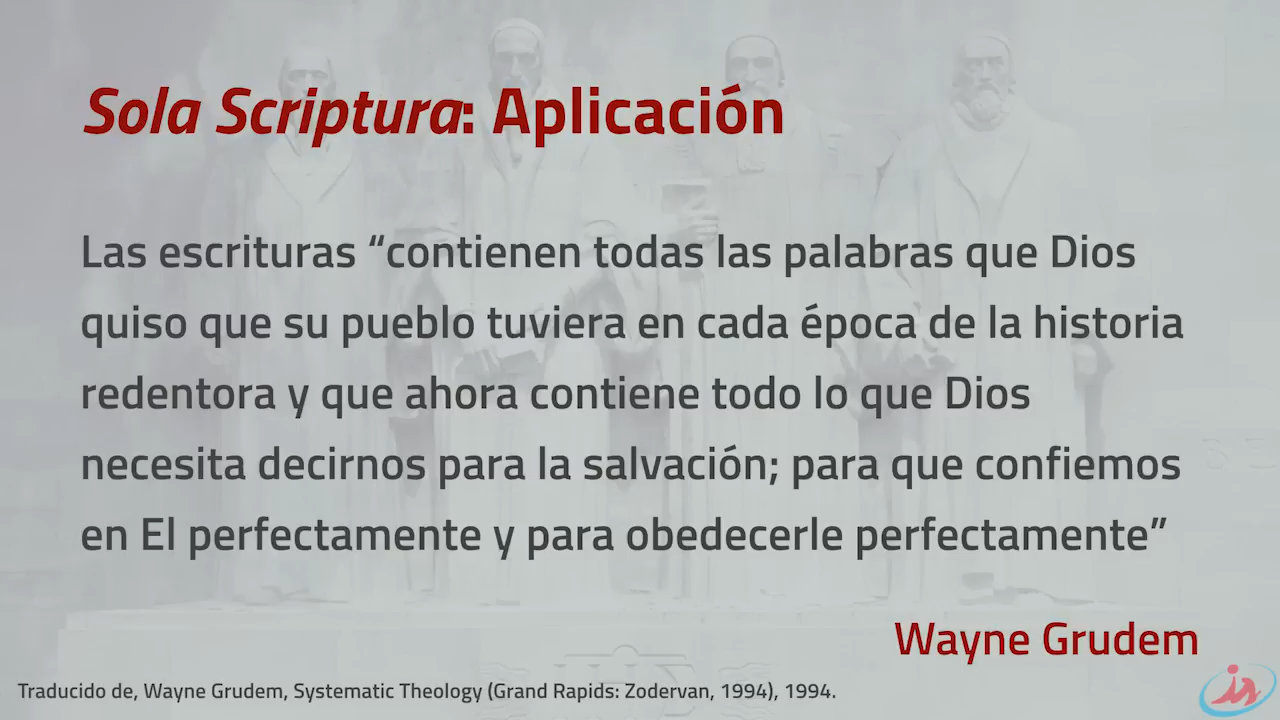 Sola Scriptura: Aplicación
Las escrituras “contienen todas las palabras que Dios
quiso que su pueblo tuviera en cada época de la historia
redentora y que ahora contiene todo lo que Dios
necesita decirnos para la salvación; para que confiemos
en El perfectamente y para obedecerle perfectamente”
Wayne Grudem
Traducido de, Wayne Grudem, Systematic Theology (Grand Rapids: Zodervan, 1994), 1994.